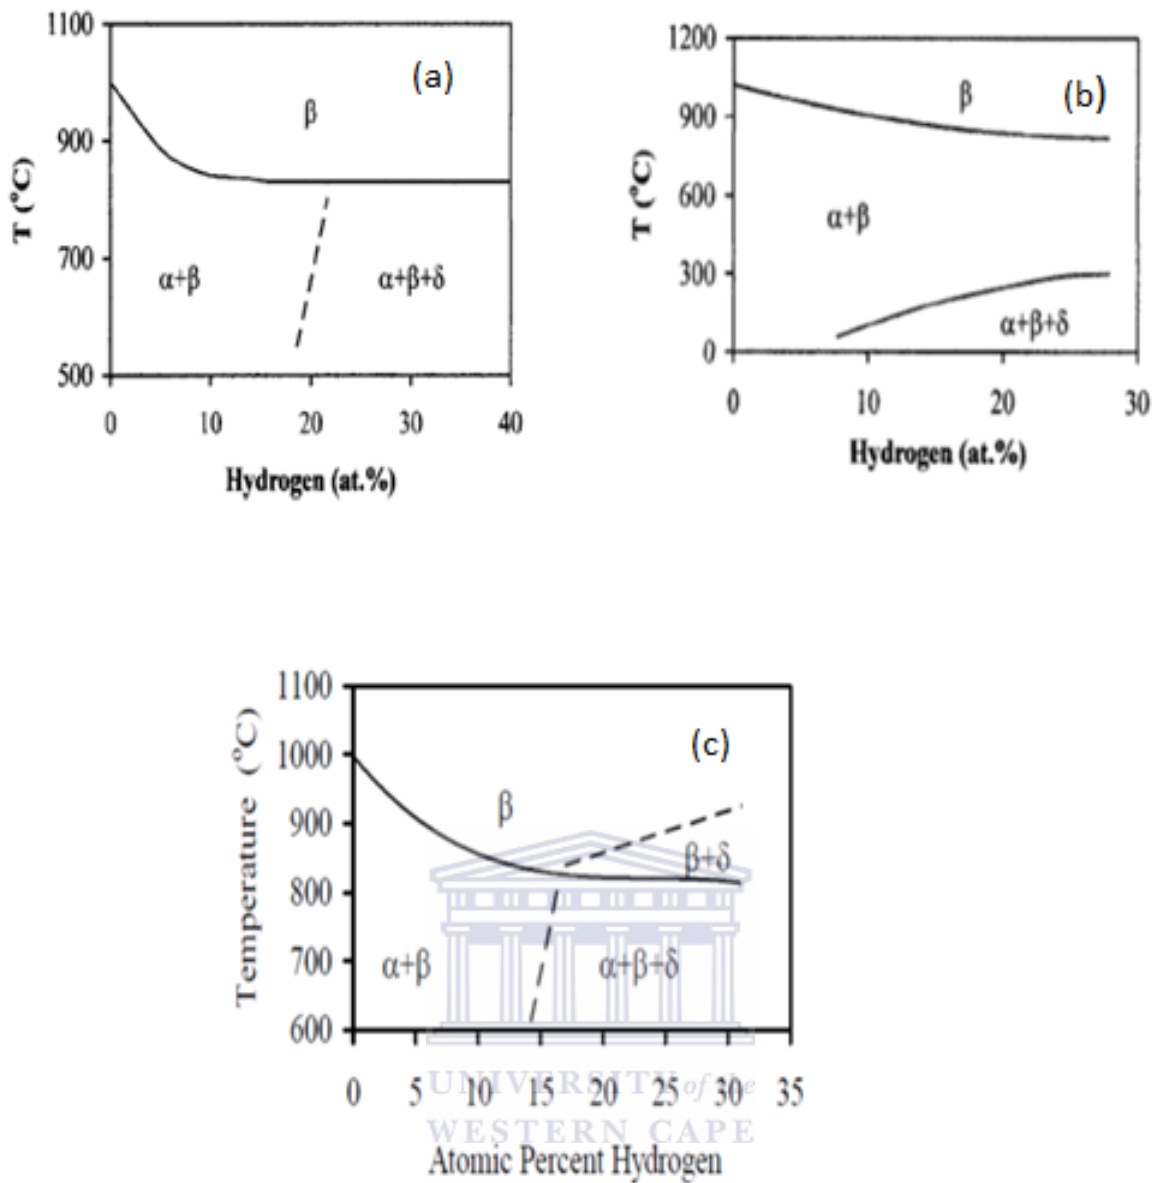 1100
900
700
500
T (°C)
(a)
β
α+β
α+β+δ
0 10 20 30 40
Hydrogen (at.%)
1200
900
600
300
0
T (°C)
(b)
β
α+β
α+β+δ
0 10 20 30
Hydrogen (at.%)
1100
1000
900
800
700
600
Temperature (°C)
(c)
β
β+δ
α+β
α+β+δ
0 5 10 15 20 25 30 35
Atomic Percent Hydrogen
UNIVERSITY of the
WESTERN CAPE